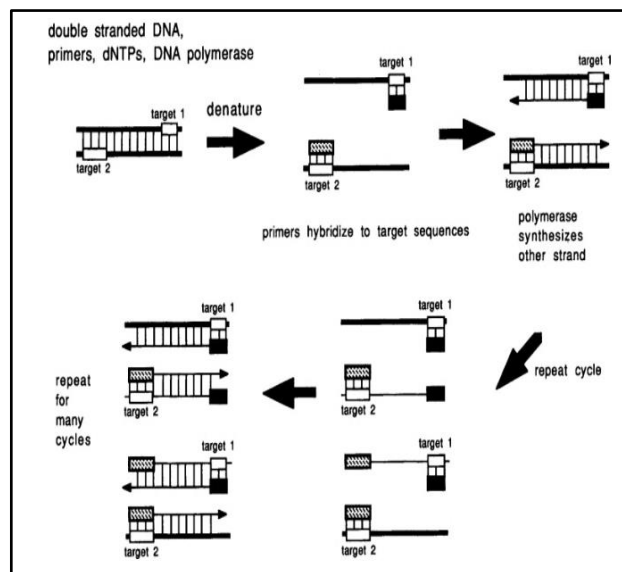 double stranded DNA,
primers, dNTPs, DNA polymerase
target 1
denature
target 2
target 1
target 2
primers hybridize to target sequences
target 1
target 2
polymerase
synthesizes
other strand
repeat cycle
target 1
target 2
target 1
target 2
target 1
target 2
target 1
target 2
repeat
for
many
cycles